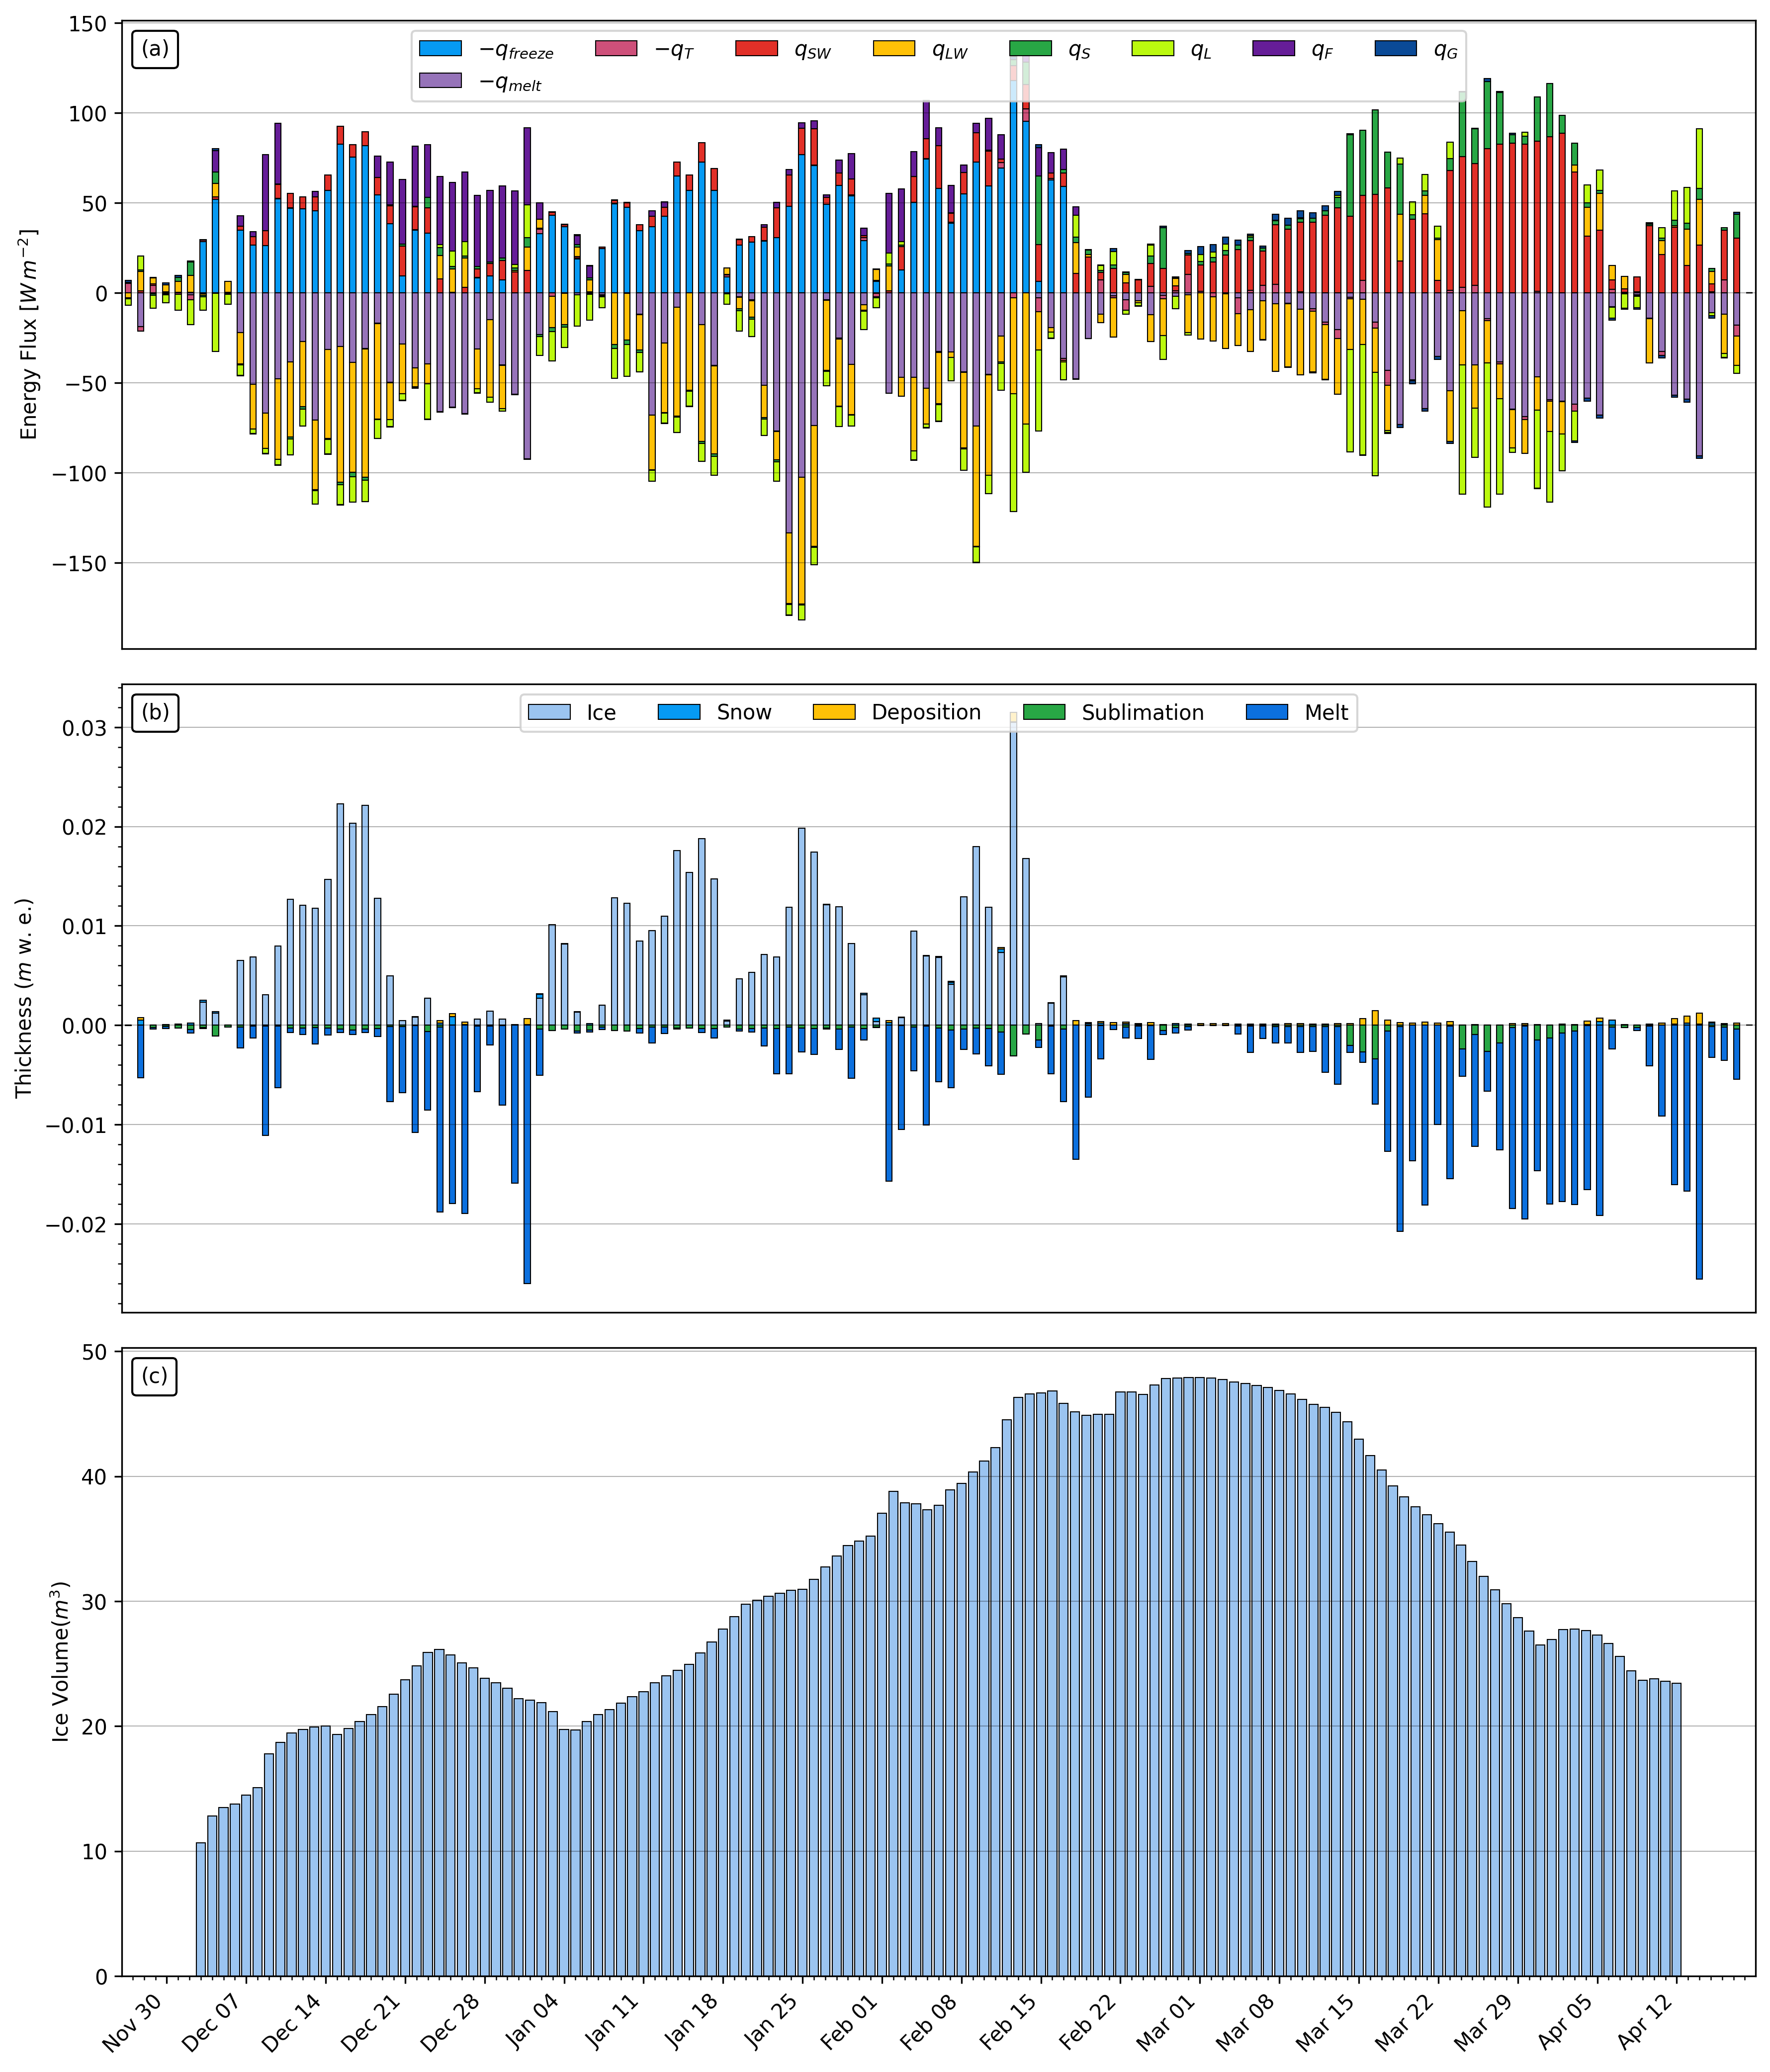 (a)
−q_freeze −q_T q_SW q_LW q_S q_L q_F q_G
−q_melt
150
100
50
0
−50
−100
−150
Energy Flux [W m⁻²]
(b)
Ice Snow Deposition Sublimation Melt
0.03
0.02
0.01
0.00
−0.01
−0.02
Thickness (m w. e.)
(c)
50
40
30
20
10
0
Ice Volume(m³)
Nov 30 Dec 07 Dec 14 Dec 21 Dec 28 Jan 04 Jan 11 Jan 18 Jan 25 Feb 01 Feb 08 Feb 15 Feb 22 Mar 01 Mar 08 Mar 15 Mar 22 Mar 29 Apr 05 Apr 12